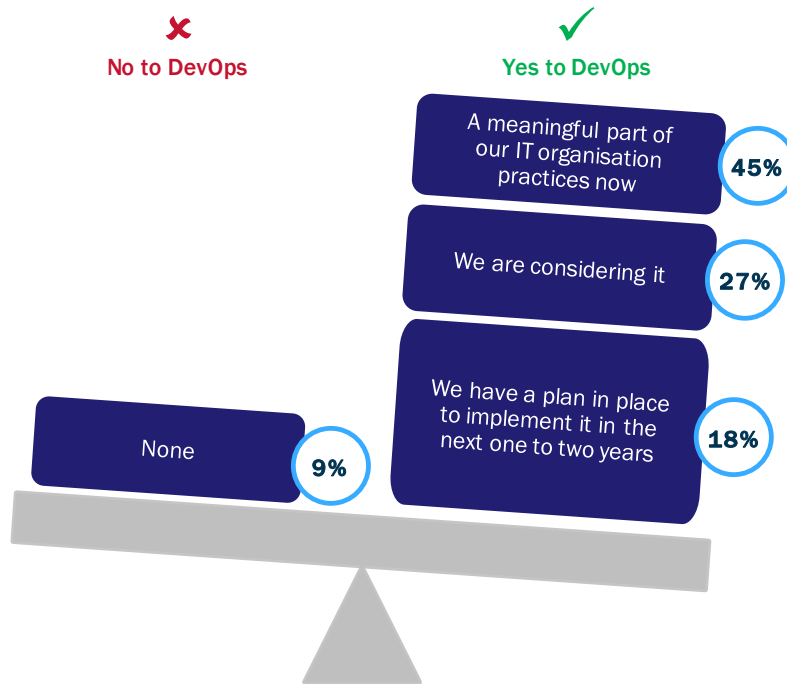 No to DevOps
Yes to DevOps
A meaningful part of
our IT organisation
practices now
45%
We are considering it
27%
We have a plan in place
to implement it in the
next one to two years
18%
None
9%